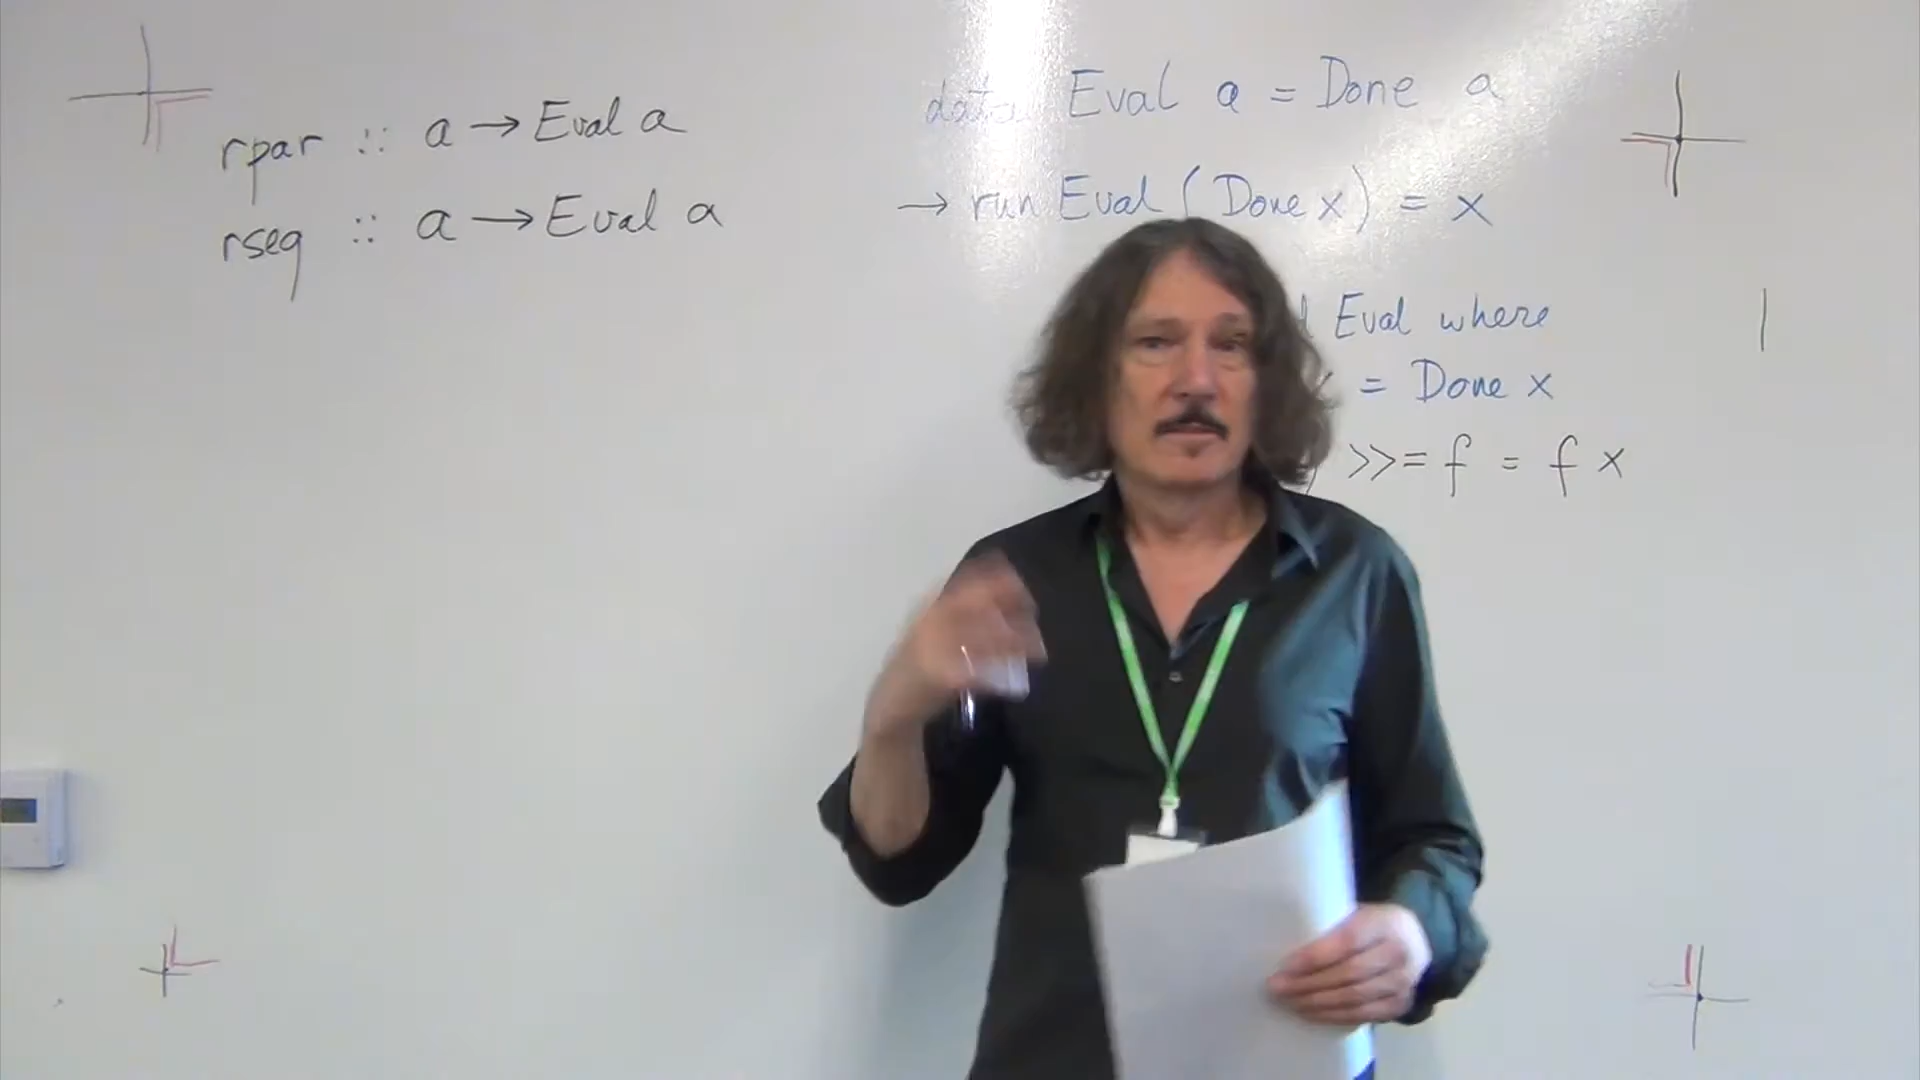 rpar :: a → Eval a
rseq :: a → Eval a
data Eval a = Done a
→ run Eval (Done x) = x
Eval where
= Done x
>>= f = f x